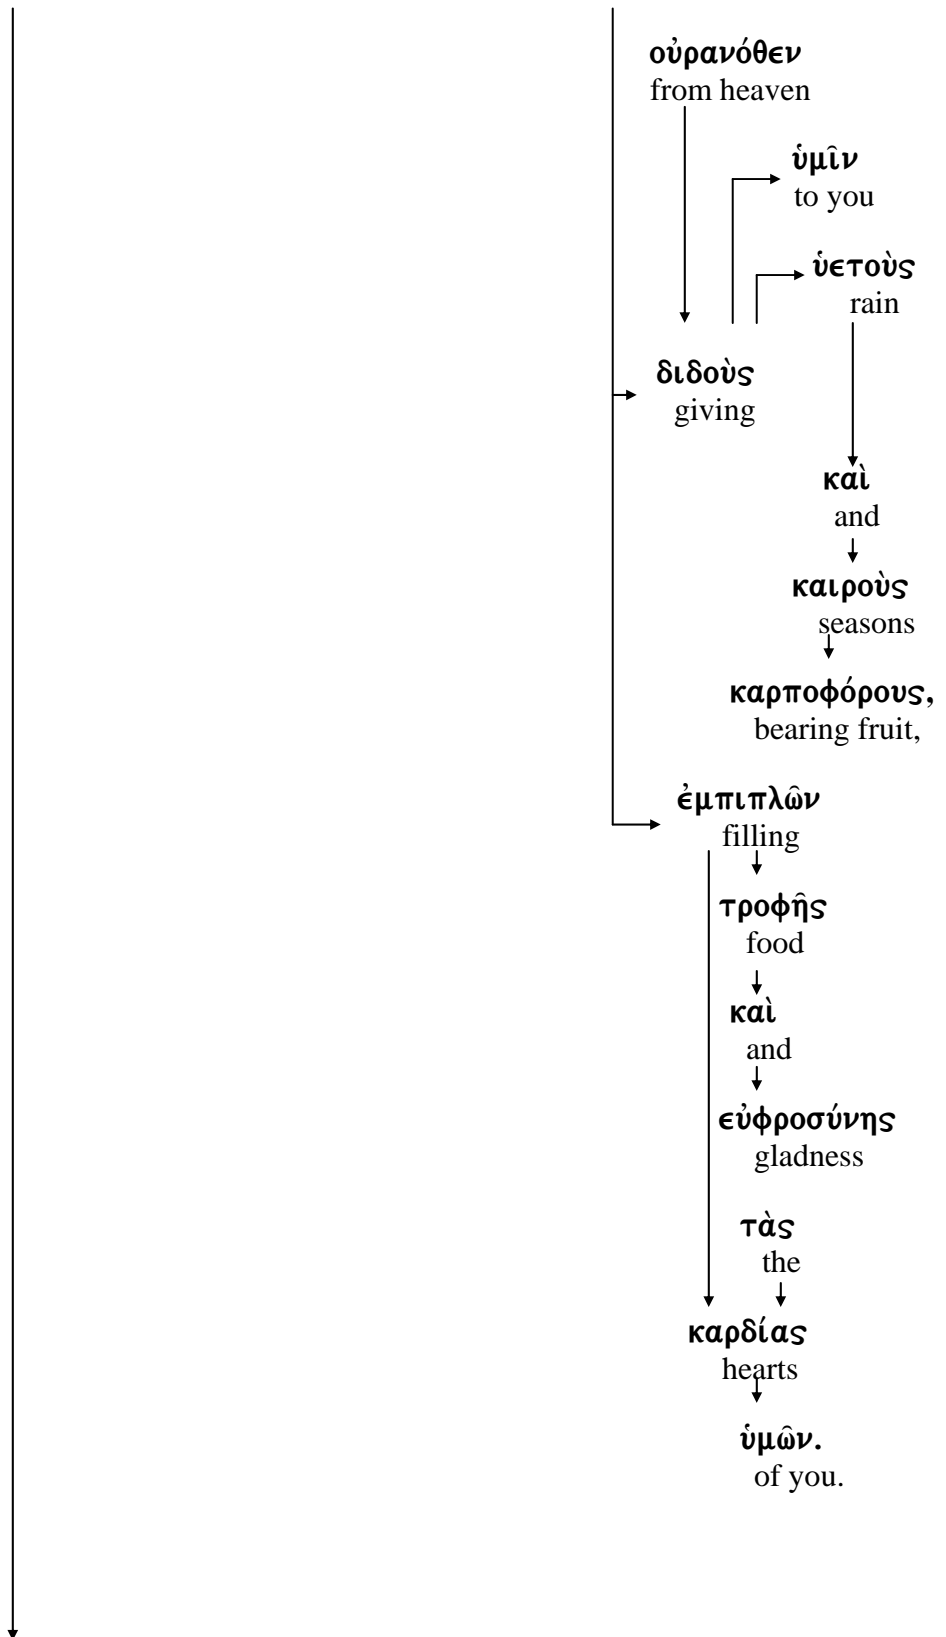 οὐρανόθεν
from heaven
ὑμῖν
to you
ὑετοὺς
rain
διδοὺς
giving
καὶ
and
καιροὺς
seasons
καρποφόρους,
bearing fruit,
ἐμπιπλῶν
filling
τροφῆς
food
καὶ
and
εὐφροσύνης
gladness
τὰς
the
καρδίας
hearts
ὑμῶν.
of you.